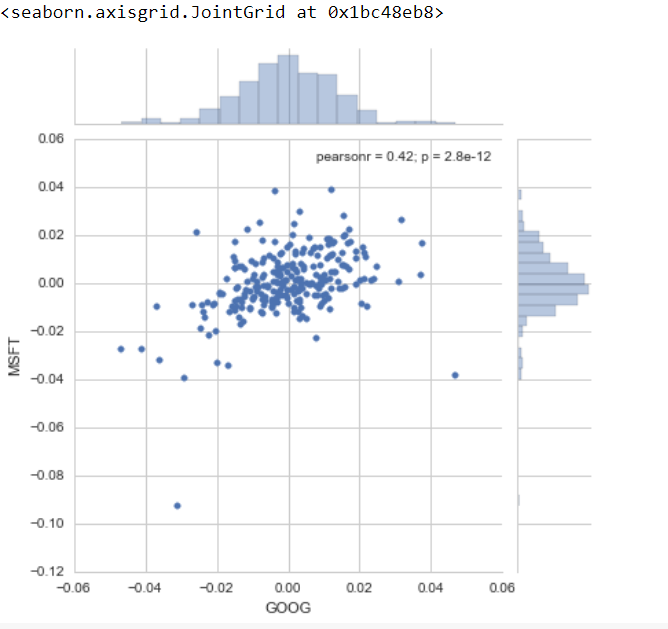 <seaborn.axisgrid.JointGrid at 0x1bc48eb8>
pearsonr = 0.42; p = 2.8e-12
0.06
0.04
0.02
0.00
−0.02
−0.04
−0.06
−0.08
−0.10
−0.12
MSFT
−0.06 −0.04 −0.02 0.00 0.02 0.04 0.06
GOOG